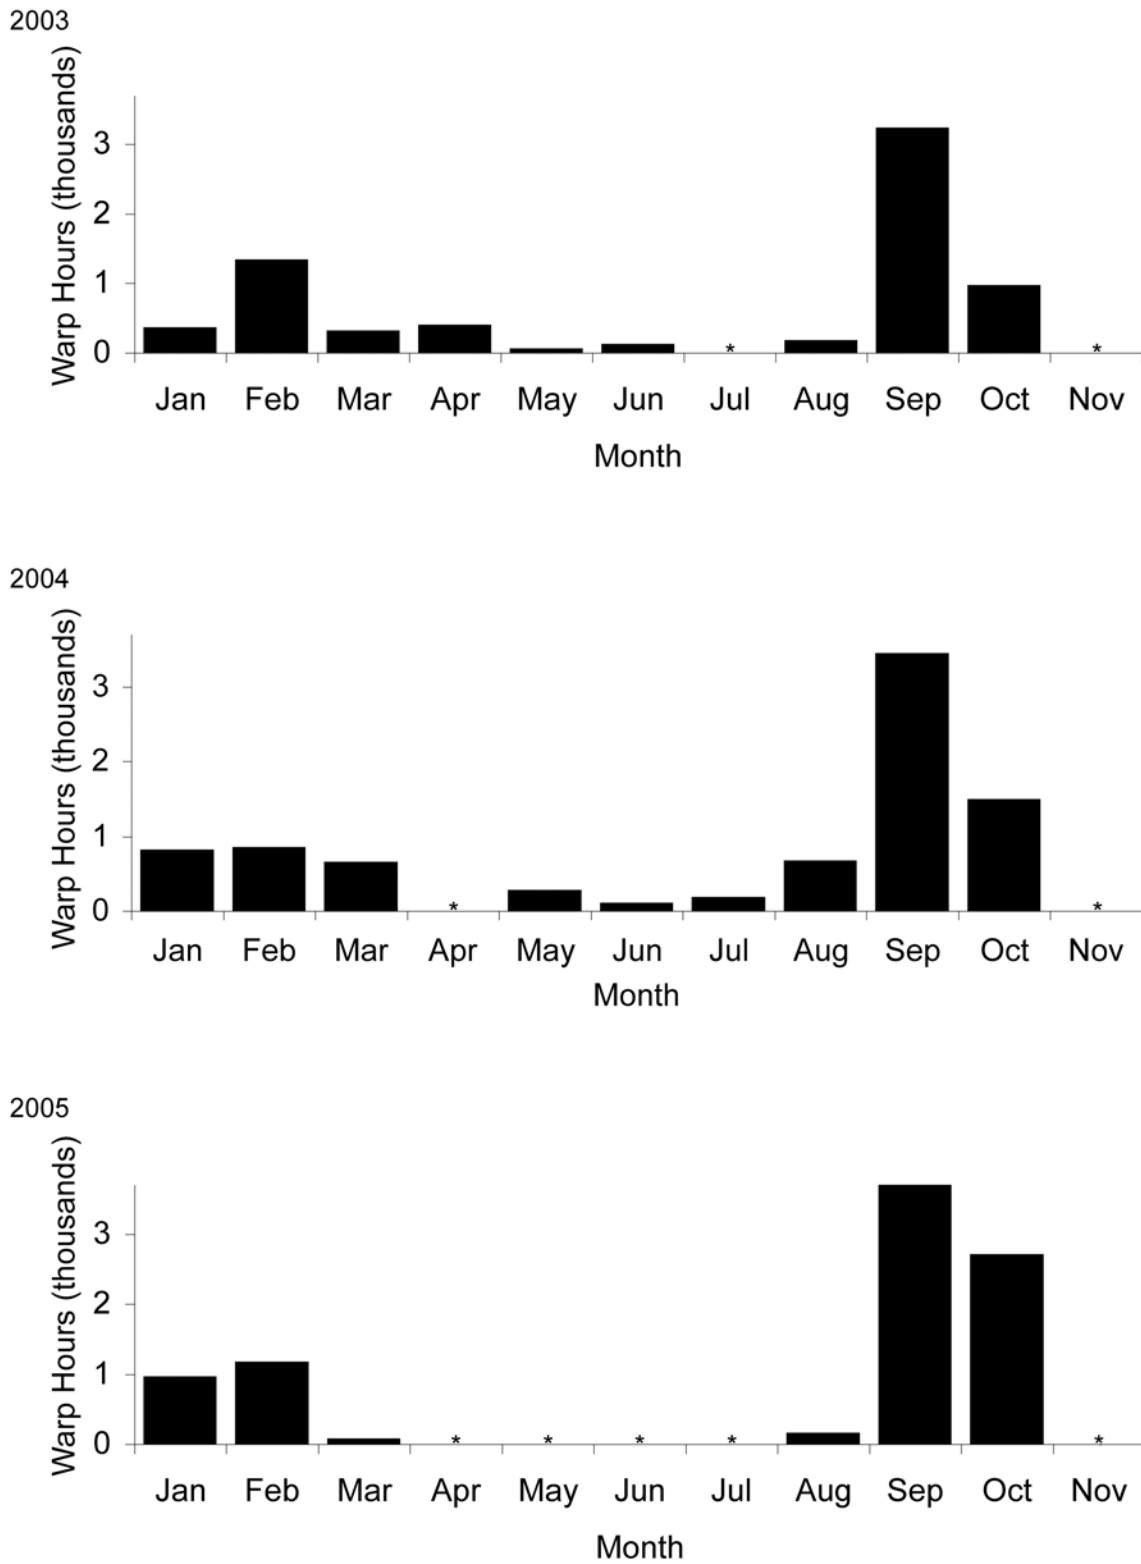 2003
Warp Hours (thousands)
3
2
1
0
* *
Jan Feb Mar Apr May Jun Jul Aug Sep Oct Nov
Month
2004
Warp Hours (thousands)
3
2
1
0
* *
Jan Feb Mar Apr May Jun Jul Aug Sep Oct Nov
Month
2005
Warp Hours (thousands)
3
2
1
0
* * * * *
Jan Feb Mar Apr May Jun Jul Aug Sep Oct Nov
Month